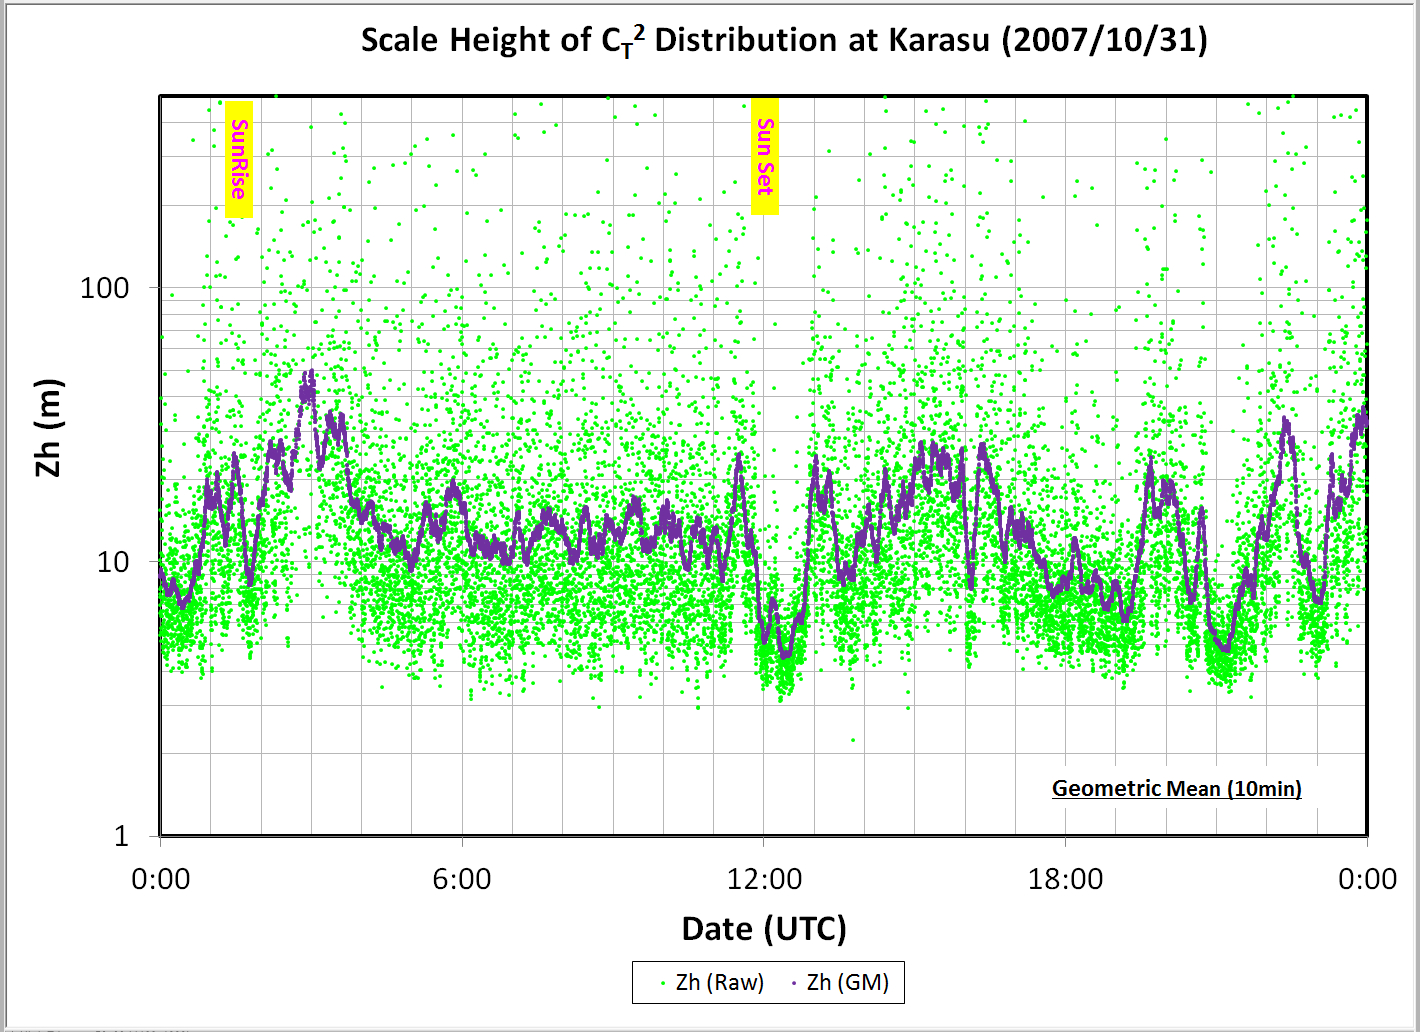 Scale Height of CT2 Distribution at Karasu (2007/10/31)
SunRise
Sun Set
100
10
1
Zh (m)
Geometric Mean (10min)
0:00 6:00 12:00 18:00 0:00
Date (UTC)
Zh (Raw) Zh (GM)